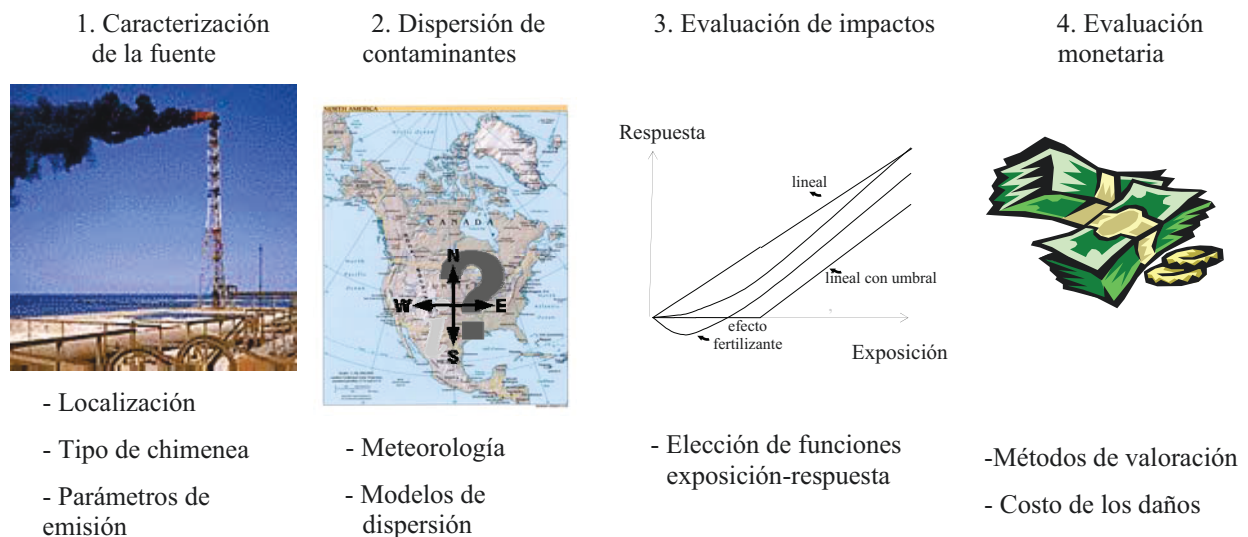 1. Caracterización
de la fuente
2. Dispersión de
contaminantes
3. Evaluación de impactos
4. Evaluación
monetaria
NORTH AMERICA
CANADA
N
W
E
S
?
Respuesta
lineal
lineal con umbral
efecto
fertilizante
Exposición
- Localización
- Tipo de chimenea
- Parámetros de
emisión
- Meteorología
- Modelos de
dispersión
- Elección de funciones
exposición-respuesta
-Métodos de valoración
- Costo de los daños